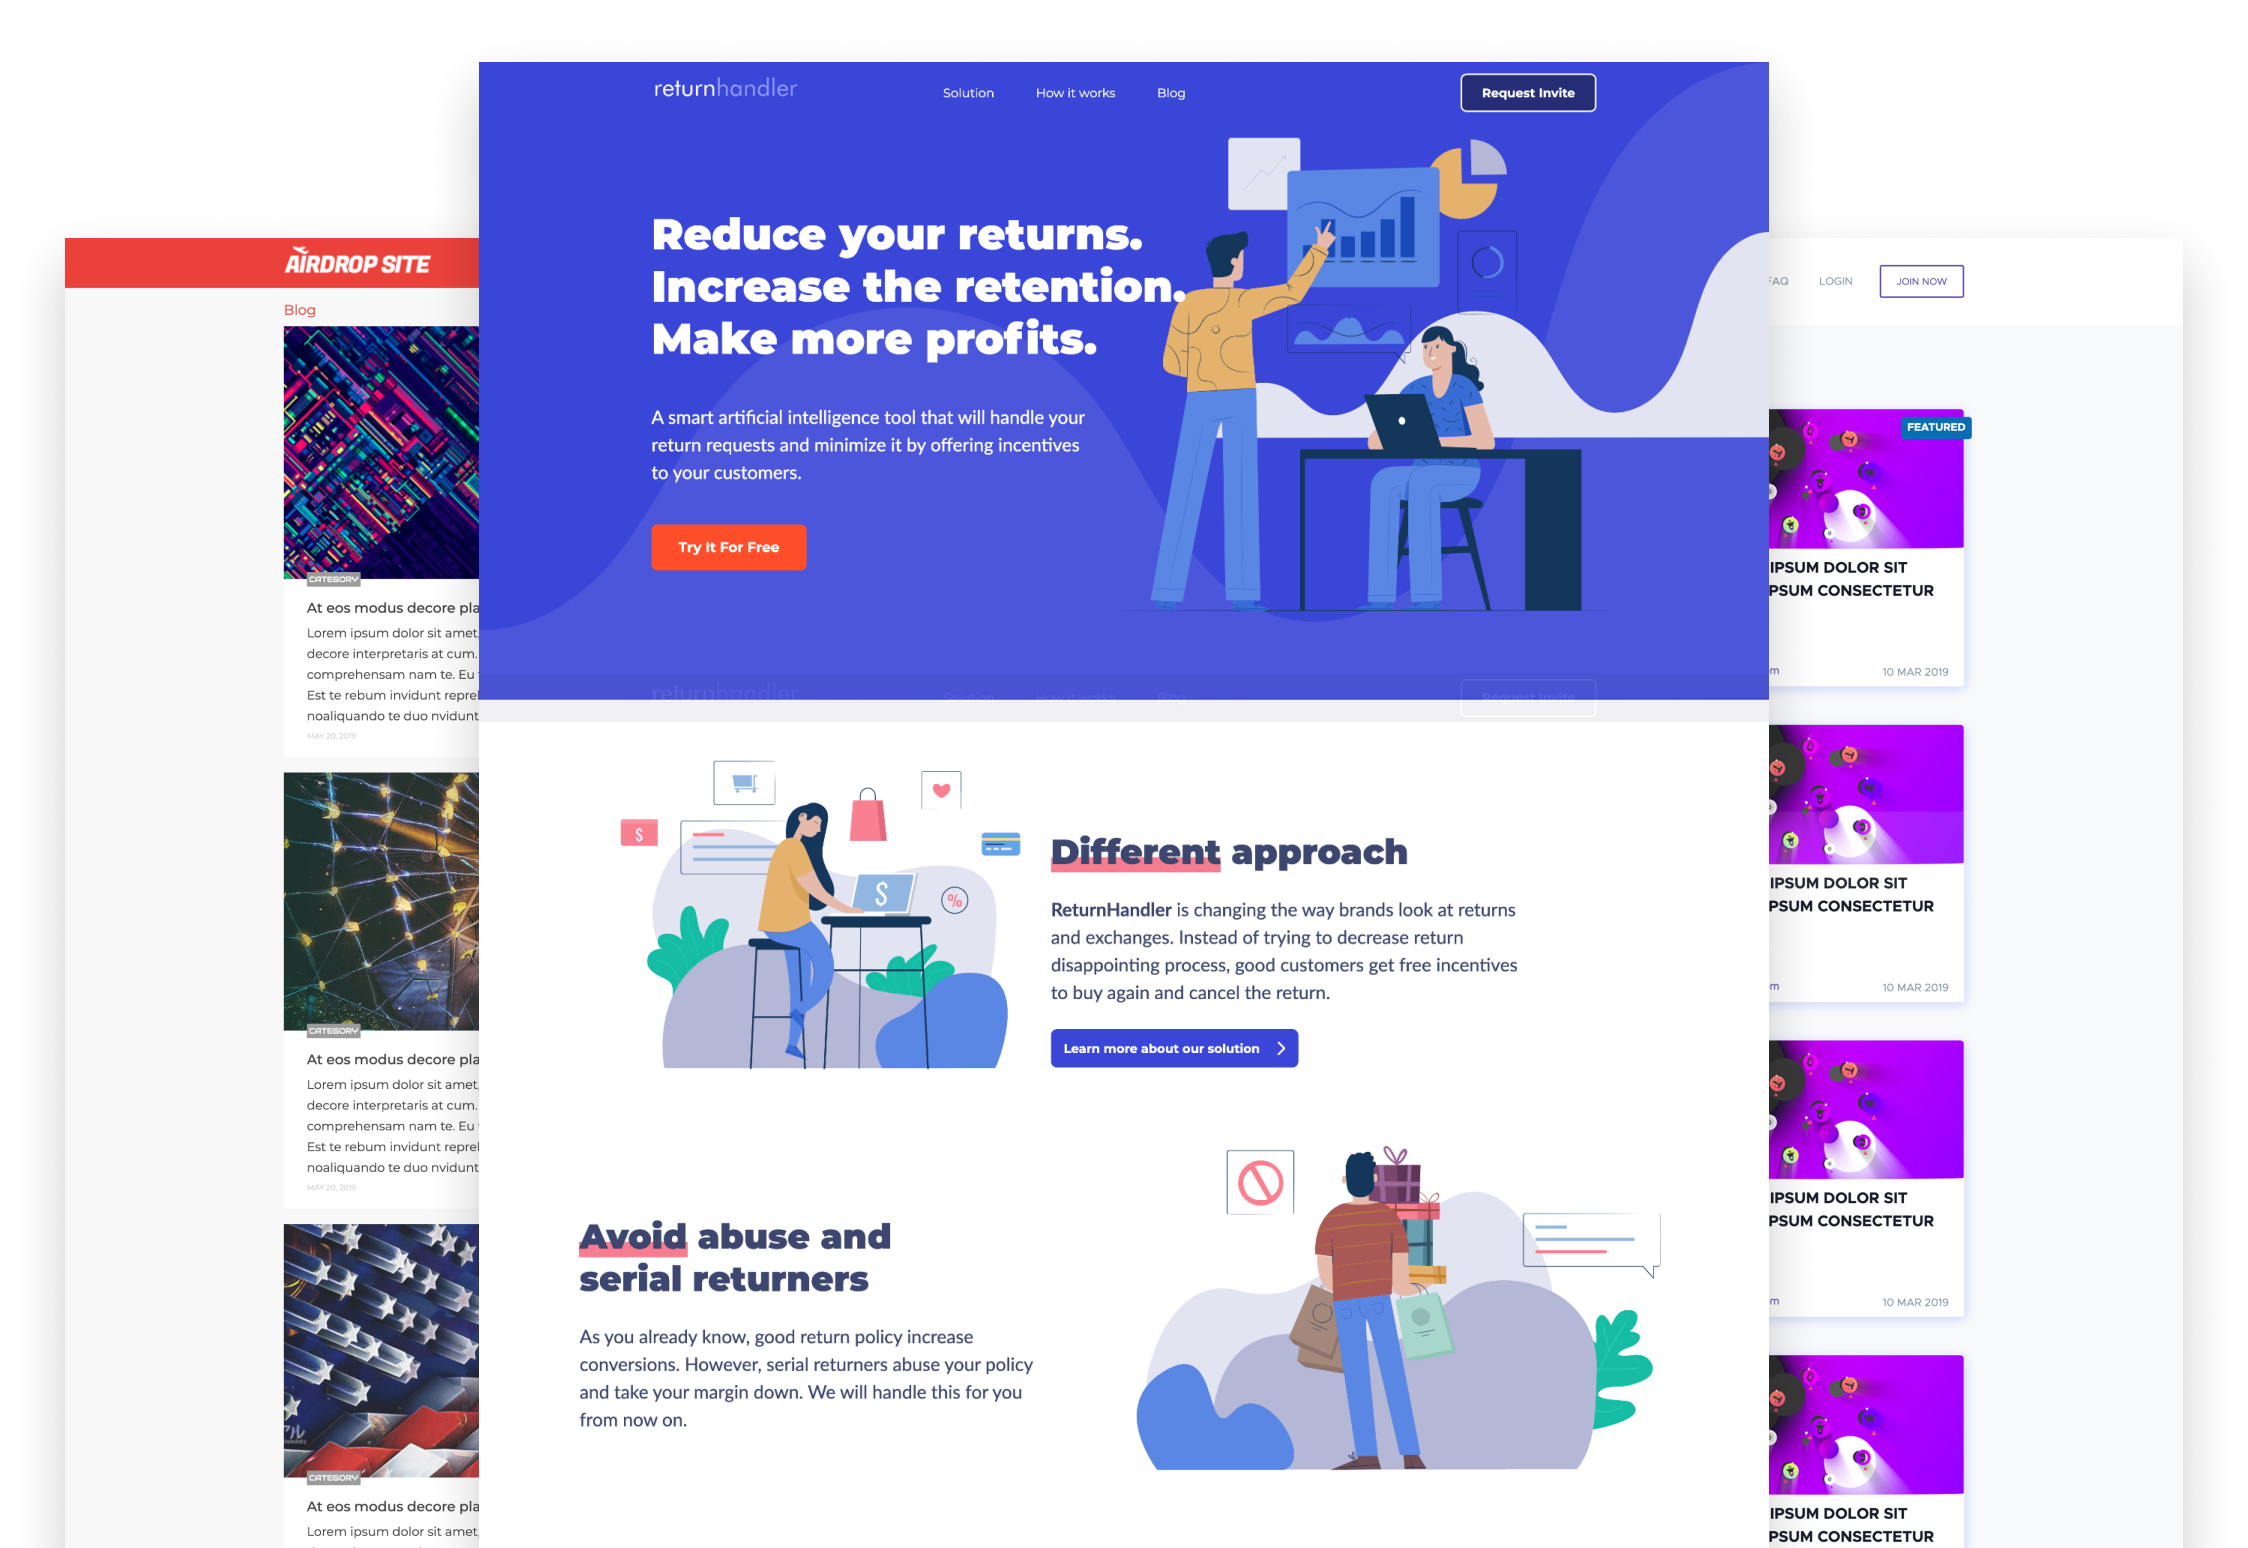 returnhandler
Solution
How it works
Blog
Request Invite
Reduce your returns.
Increase the retention.
Make more profits.
A smart artificial intelligence tool that will handle your
return requests and minimize it by offering incentives
to your customers.
Try It For Free
returnhandler
Solution
How it works
Blog
Request Invite
$
$
%
Different approach
ReturnHandler is changing the way brands look at returns
and exchanges. Instead of trying to decrease return
disappointing process, good customers get free incentives
to buy again and cancel the return.
Learn more about our solution
Avoid abuse and
serial returners
As you already know, good return policy increase
conversions. However, serial returners abuse your policy
and take your margin down. We will handle this for you
from now on.
AIRDROP SITE
Blog
CATEGORY
At eos modus decore pla
Lorem ipsum dolor sit amet,
decore interpretaris at cum.
comprehensam nam te. Eu
Est te rebum invidunt reprel
noaliquando te duo nvidunt
MAY 20, 2019
CATEGORY
At eos modus decore pla
Lorem ipsum dolor sit amet,
decore interpretaris at cum.
comprehensam nam te. Eu
Est te rebum invidunt reprel
noaliquando te duo nvidunt
MAY 20, 2019
CATEGORY
At eos modus decore pla
Lorem ipsum dolor sit amet,
FAQ
LOGIN
JOIN NOW
FEATURED
IPSUM DOLOR SIT
PSUM CONSECTETUR
m
10 MAR 2019
IPSUM DOLOR SIT
PSUM CONSECTETUR
m
10 MAR 2019
IPSUM DOLOR SIT
PSUM CONSECTETUR
m
10 MAR 2019
IPSUM DOLOR SIT
PSUM CONSECTETUR